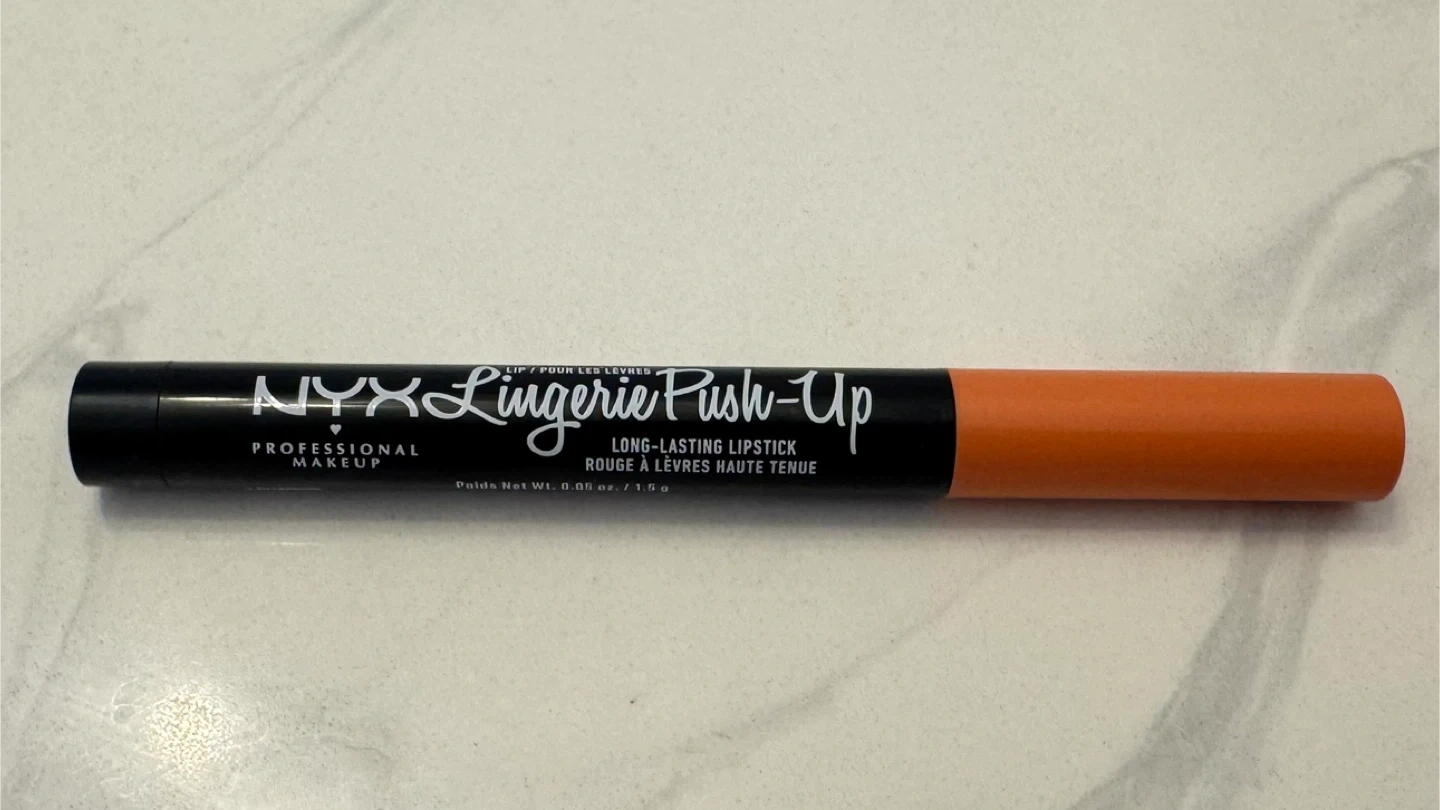 LIP / POUR LES LÈVRES
NYX Lingerie Push-Up
PROFESSIONAL
MAKEUP
LONG-LASTING LIPSTICK
ROUGE À LÈVRES HAUTE TENUE
Poids Net Wt. 0.05 oz. / 1.5 g